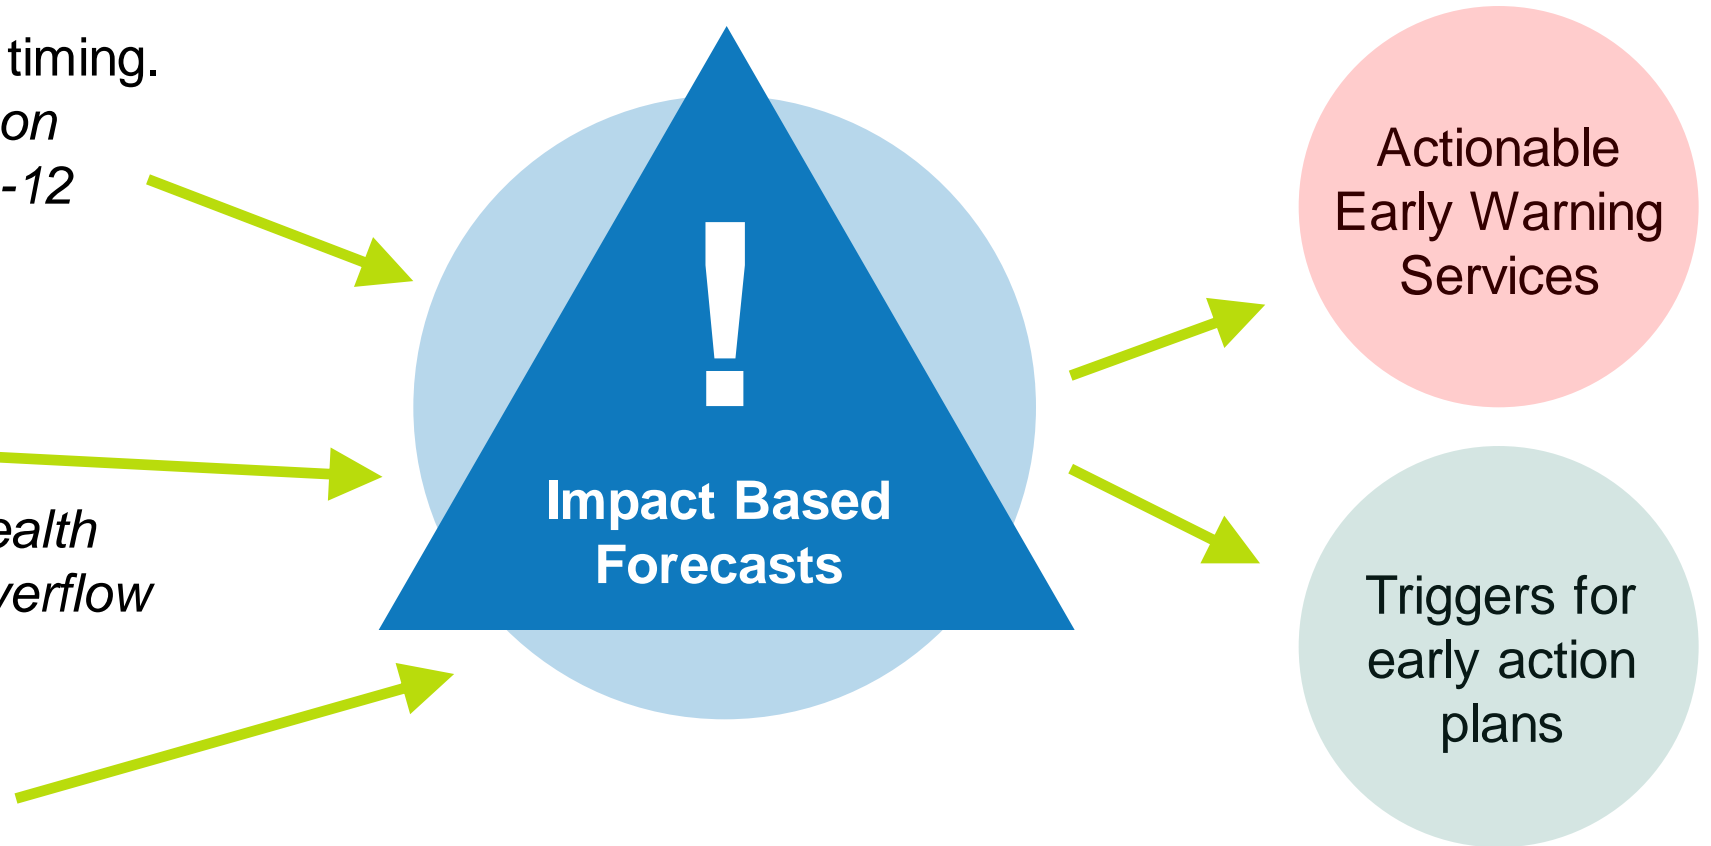 timing.
on
-12
ealth
verflow
!
Impact Based
Forecasts
Actionable
Early Warning
Services
Triggers for
early action
plans